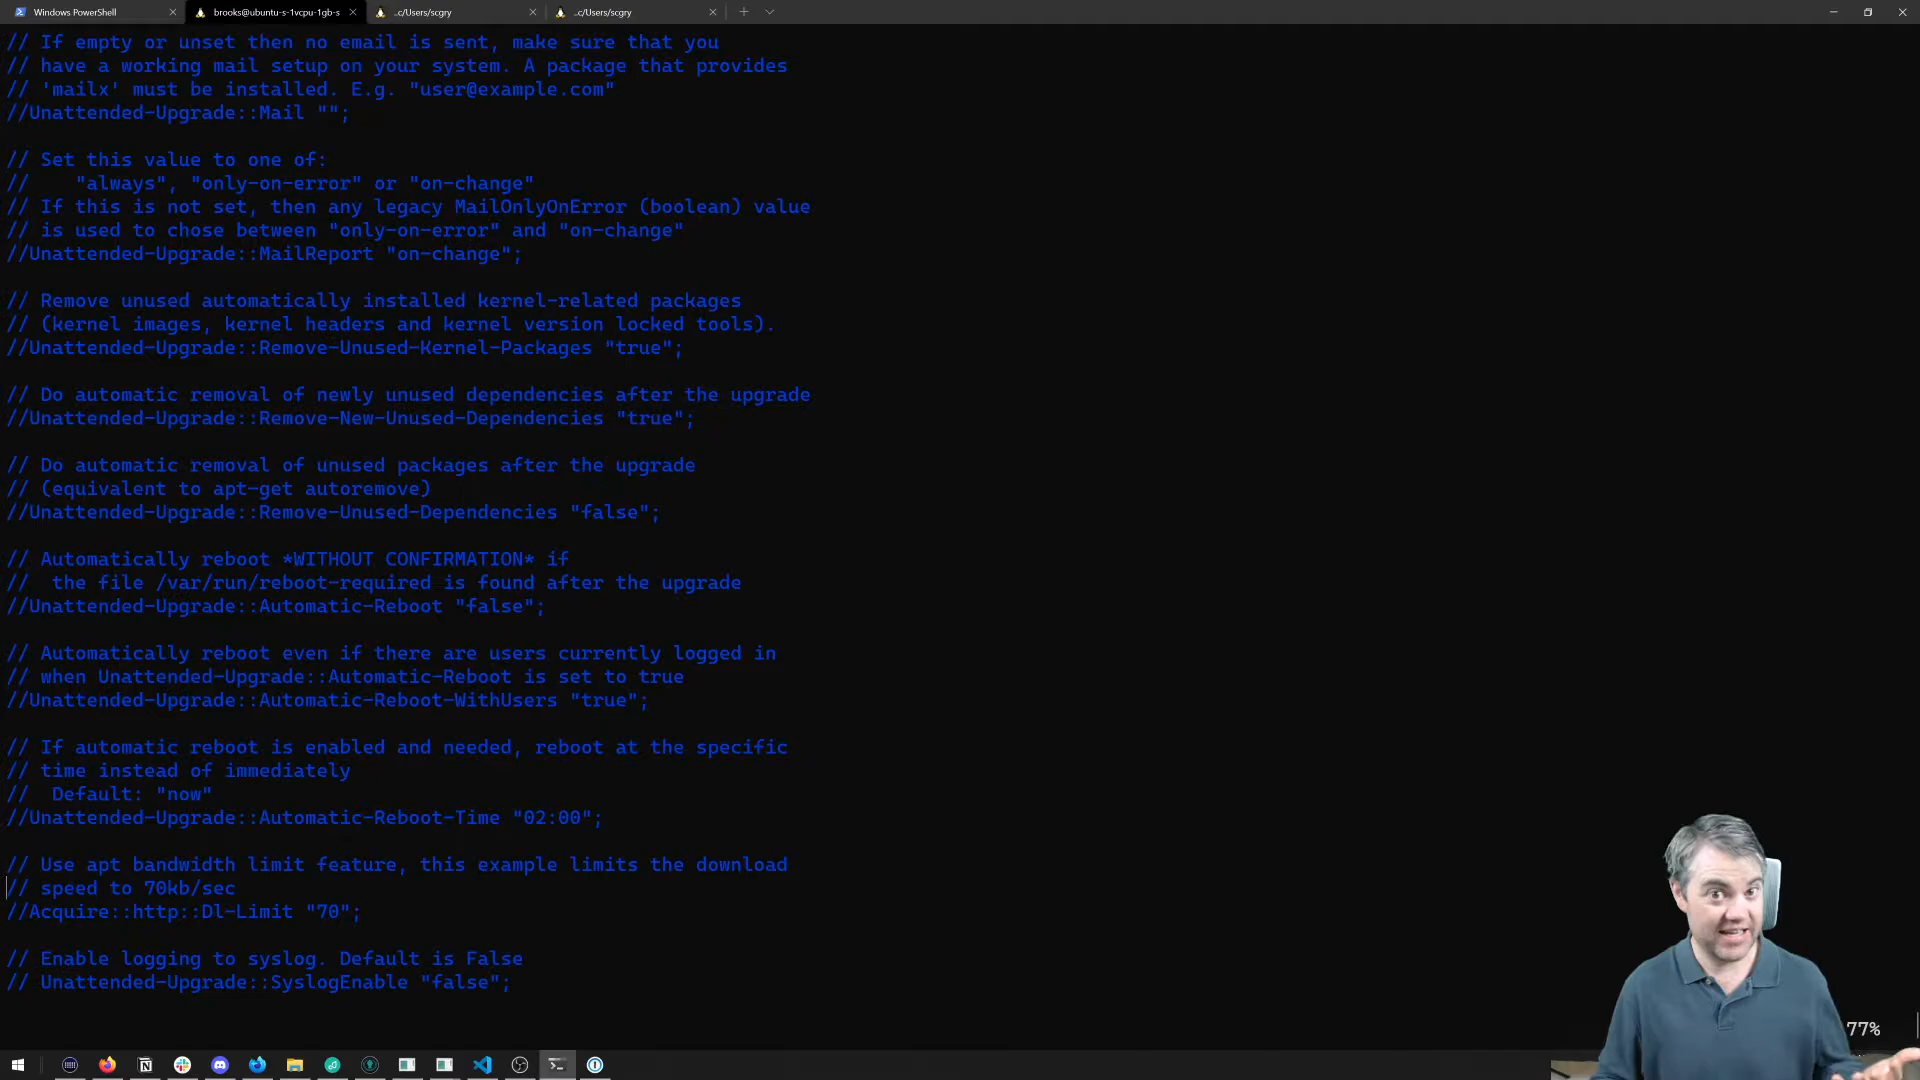 Windows PowerShell
brooks@ubuntu-s-1vcpu-1gb-s
..c/Users/scgry
..c/Users/scgry
// If empty or unset then no email is sent, make sure that you
// have a working mail setup on your system. A package that provides
// 'mailx' must be installed. E.g. "user@example.com"
//Unattended-Upgrade::Mail "";
// Set this value to one of:
//    "always", "only-on-error" or "on-change"
// If this is not set, then any legacy MailOnlyOnError (boolean) value
// is used to chose between "only-on-error" and "on-change"
//Unattended-Upgrade::MailReport "on-change";
// Remove unused automatically installed kernel-related packages
// (kernel images, kernel headers and kernel version locked tools).
//Unattended-Upgrade::Remove-Unused-Kernel-Packages "true";
// Do automatic removal of newly unused dependencies after the upgrade
//Unattended-Upgrade::Remove-New-Unused-Dependencies "true";
// Do automatic removal of unused packages after the upgrade
// (equivalent to apt-get autoremove)
//Unattended-Upgrade::Remove-Unused-Dependencies "false";
// Automatically reboot *WITHOUT CONFIRMATION* if
//  the file /var/run/reboot-required is found after the upgrade
//Unattended-Upgrade::Automatic-Reboot "false";
// Automatically reboot even if there are users currently logged in
// when Unattended-Upgrade::Automatic-Reboot is set to true
//Unattended-Upgrade::Automatic-Reboot-WithUsers "true";
// If automatic reboot is enabled and needed, reboot at the specific
// time instead of immediately
//  Default: "now"
//Unattended-Upgrade::Automatic-Reboot-Time "02:00";
// Use apt bandwidth limit feature, this example limits the download
// speed to 70kb/sec
//Acquire::http::Dl-Limit "70";
// Enable logging to syslog. Default is False
// Unattended-Upgrade::SyslogEnable "false";
77%